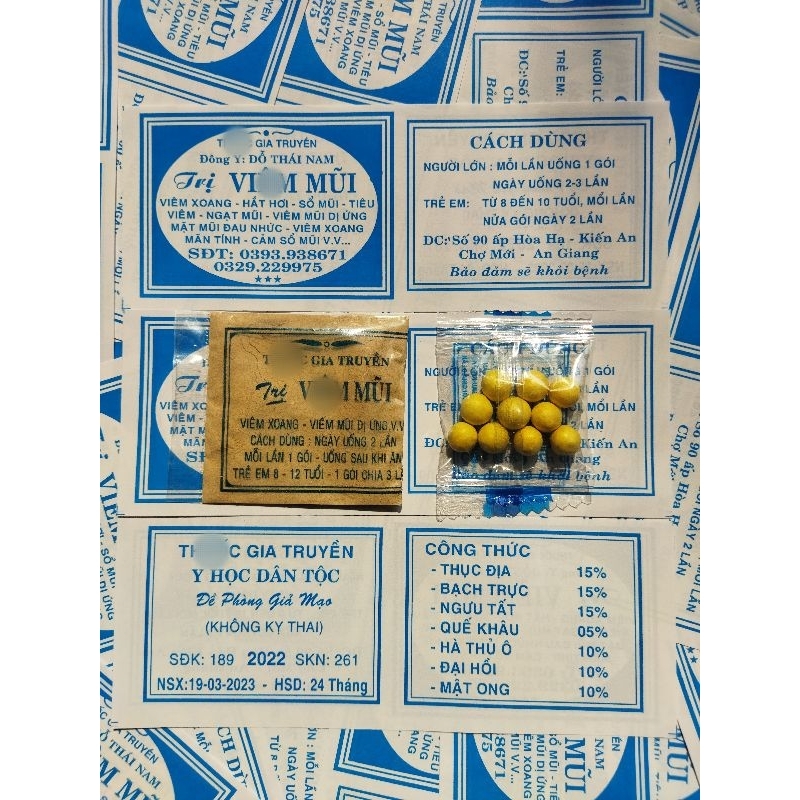 GIA TRUYỀN
Đông Y: ĐỖ THÁI NAM
Trị VIÊM MŨI
VIÊM XOANG - HẮT HƠI - SỔ MŨI - TIÊU
VIÊM - NGẠT MŨI - VIÊM MŨI DỊ ỨNG
MẶT MŨI ĐAU NHỨC - VIÊM XOANG
MÃN TÍNH - CẢM SỔ MŨI V.V...
SĐT: 0393.938671
0329.229975
CÁCH DÙNG
NGƯỜI LỚN : MỖI LẦN UỐNG 1 GÓI
NGÀY UỐNG 2-3 LẦN
TRẺ EM: TỪ 8 ĐẾN 10 TUỔI, MỖI LẦN
NỬA GÓI NGÀY 2 LẦN
ĐC: Số 90 ấp Hòa Hạ - Kiến An
Chợ Mới - An Giang
Bảo đảm sẽ khỏi bệnh
GIA TRUYỀN
Trị VIÊM MŨI
VIÊM XOANG - VIÊM MŨI DỊ ỨNG V.V
CÁCH DÙNG : NGÀY UỐNG 2 LẦN
MỖI LẦN 1 GÓI - UỐNG SAU KHI ĂN
TRẺ EM 8 - 12 TUỔI - 1 GÓI CHIA 3
GIA TRUYỀN
Y HỌC DÂN TỘC
Đề Phòng Giả Mạo
(KHÔNG KỴ THAI)
SĐK: 189 2022 SKN: 261
NSX:19-03-2023 - HSD: 24 Tháng
CÔNG THỨC
- THỤC ĐỊA 15%
- BẠCH TRỰC 15%
- NGƯU TẤT 15%
- QUẾ KHÂU 05%
- HÀ THỦ Ô 10%
- ĐẠI HỒI 10%
- MẬT ONG 10%